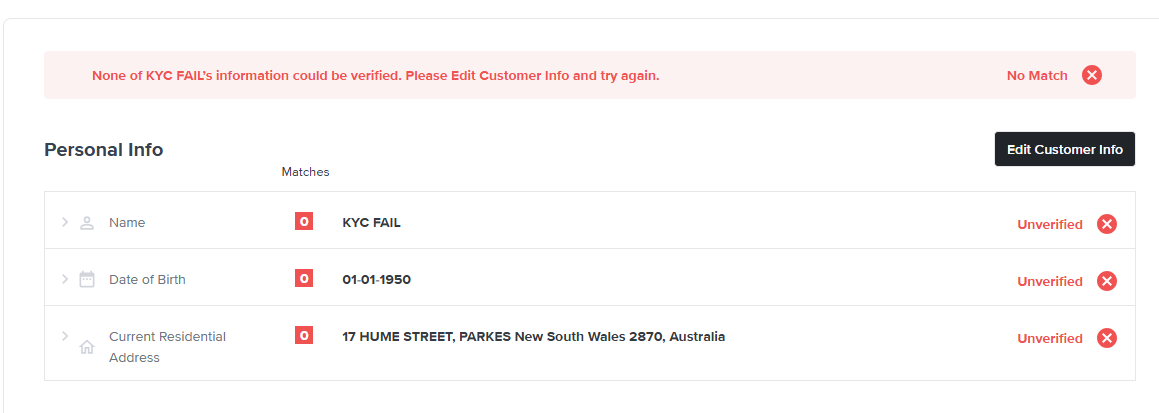 None of KYC FAIL's information could be verified. Please Edit Customer Info and try again. No Match
Personal Info
Edit Customer Info
Matches
Name 0 KYC FAIL Unverified
Date of Birth 0 01-01-1950 Unverified
Current Residential
Address 0 17 HUME STREET, PARKES New South Wales 2870, Australia Unverified